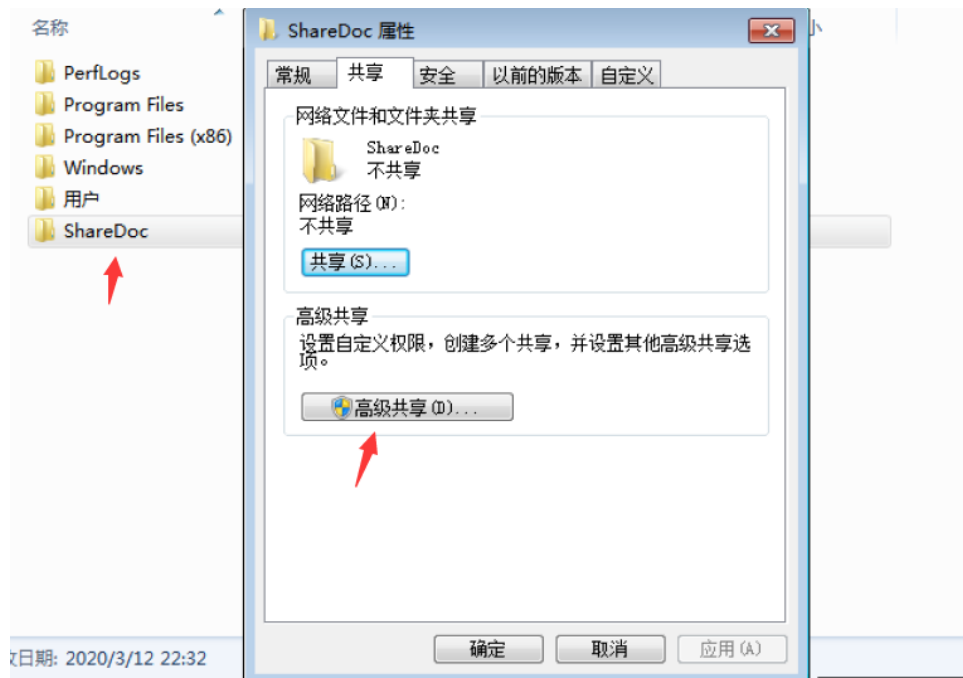 名称
PerfLogs
Program Files
Program Files (x86)
Windows
用户
ShareDoc
ShareDoc 属性
小
常规
共享
安全
以前的版本
自定义
网络文件和文件夹共享
ShareDoc
不共享
网络路径(N):
不共享
共享(S)...
高级共享
设置自定义权限，创建多个共享，并设置其他高级共享选
项。
高级共享(D)...
确定
取消
应用(A)
日期: 2020/3/12 22:32